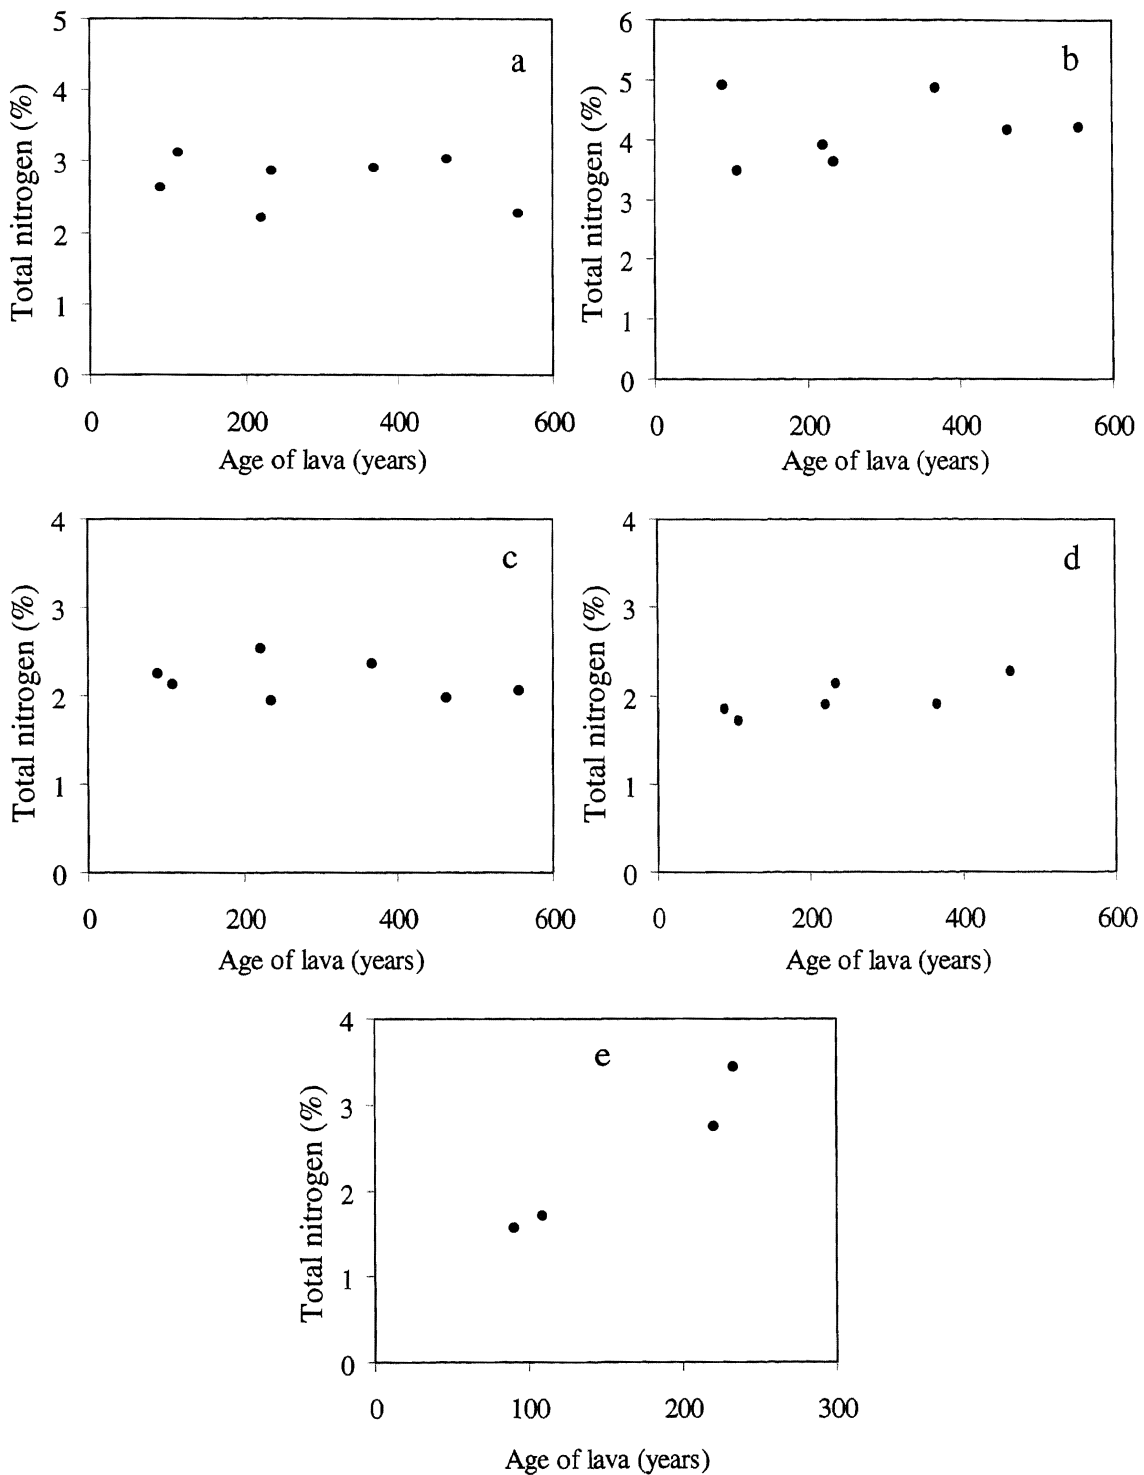 5
4
3
2
1
0
Total nitrogen (%)
a
0 200 400 600
Age of lava (years)
6
5
4
3
2
1
0
Total nitrogen (%)
b
0 200 400 600
Age of lava (years)
4
3
2
1
0
Total nitrogen (%)
c
0 200 400 600
Age of lava (years)
4
3
2
1
0
Total nitrogen (%)
d
0 200 400 600
Age of lava (years)
4
3
2
1
0
Total nitrogen (%)
e
0 100 200 300
Age of lava (years)